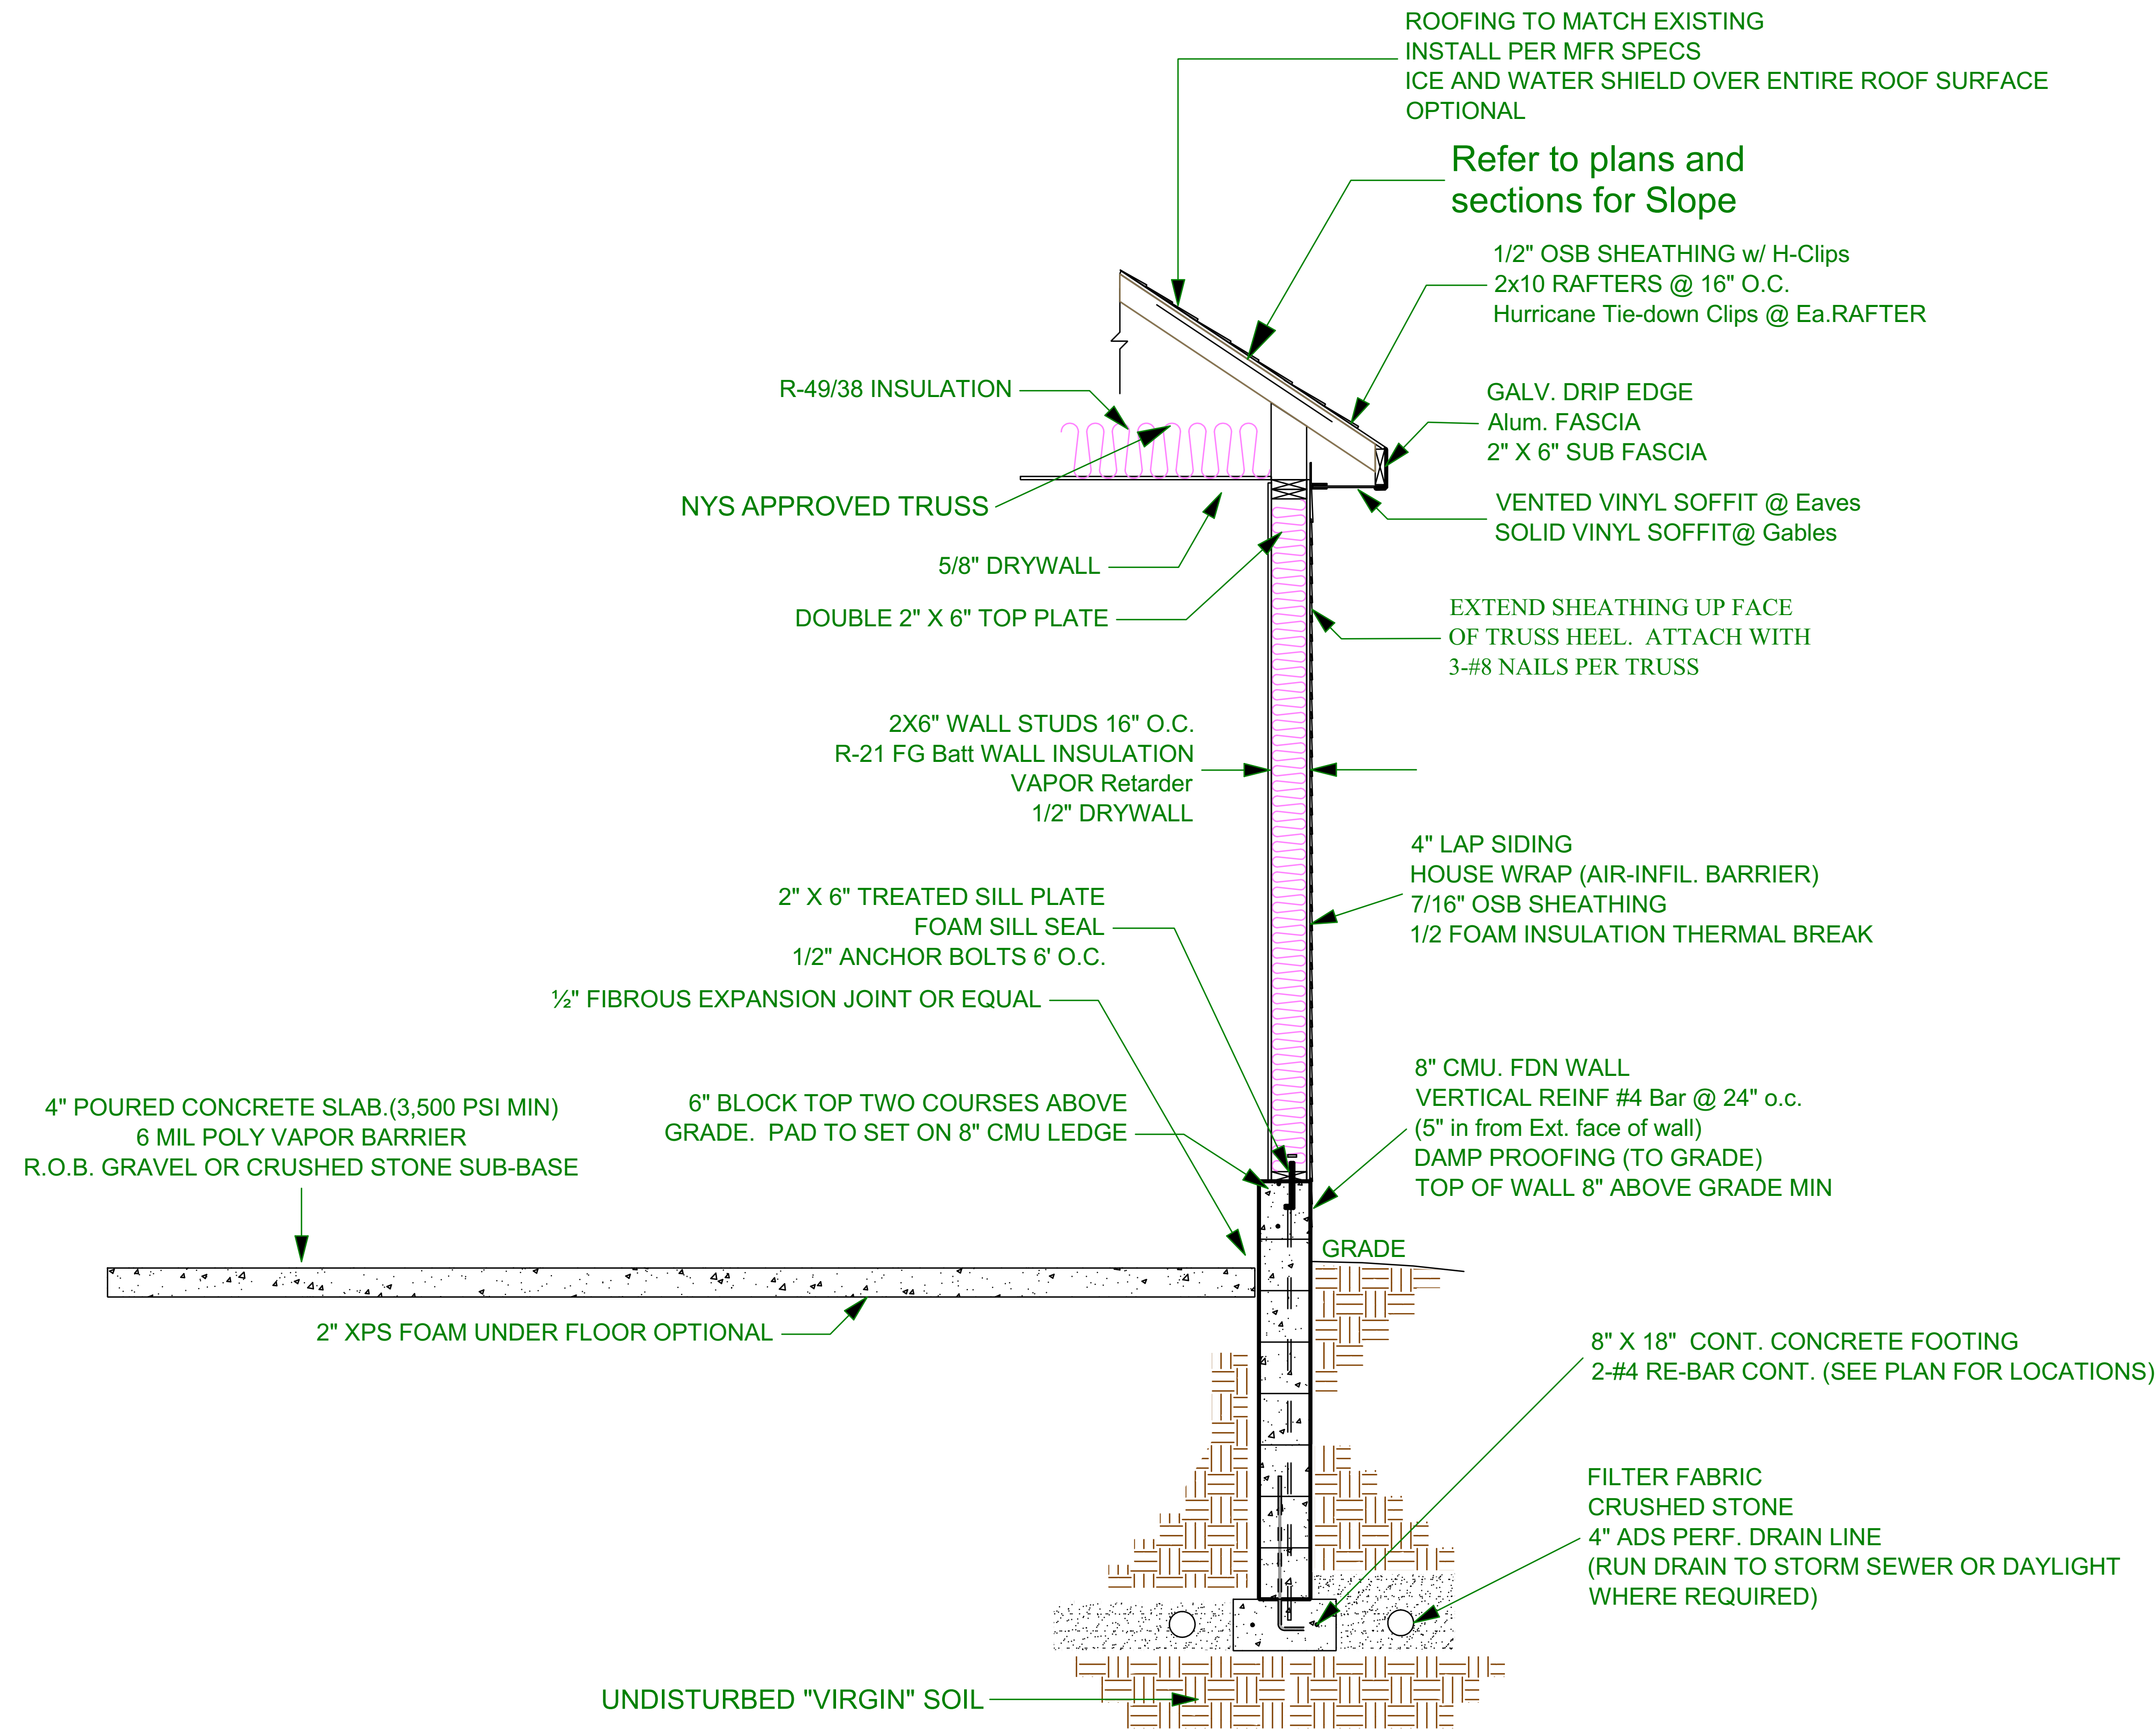 ROOFING TO MATCH EXISTING
INSTALL PER MFR SPECS
ICE AND WATER SHIELD OVER ENTIRE ROOF SURFACE
OPTIONAL
Refer to plans and
sections for Slope
1/2" OSB SHEATHING w/ H-Clips
2x10 RAFTERS @ 16" O.C.
Hurricane Tie-down Clips @ Ea.RAFTER
R-49/38 INSULATION
GALV. DRIP EDGE
Alum. FASCIA
2" X 6" SUB FASCIA
NYS APPROVED TRUSS
VENTED VINYL SOFFIT @ Eaves
SOLID VINYL SOFFIT@ Gables
5/8" DRYWALL
DOUBLE 2" X 6" TOP PLATE
EXTEND SHEATHING UP FACE
OF TRUSS HEEL.  ATTACH WITH
3-#8 NAILS PER TRUSS
2X6" WALL STUDS 16" O.C.
R-21 FG Batt WALL INSULATION
VAPOR Retarder
1/2" DRYWALL
4" LAP SIDING
HOUSE WRAP (AIR-INFIL. BARRIER)
7/16" OSB SHEATHING
1/2 FOAM INSULATION THERMAL BREAK
2" X 6" TREATED SILL PLATE
FOAM SILL SEAL
1/2" ANCHOR BOLTS 6' O.C.
½" FIBROUS EXPANSION JOINT OR EQUAL
8" CMU. FDN WALL
VERTICAL REINF #4 Bar @ 24" o.c.
(5" in from Ext. face of wall)
DAMP PROOFING (TO GRADE)
TOP OF WALL 8" ABOVE GRADE MIN
6" BLOCK TOP TWO COURSES ABOVE
GRADE.  PAD TO SET ON 8" CMU LEDGE
4" POURED CONCRETE SLAB.(3,500 PSI MIN)
6 MIL POLY VAPOR BARRIER
R.O.B. GRAVEL OR CRUSHED STONE SUB-BASE
GRADE
2" XPS FOAM UNDER FLOOR OPTIONAL
8" X 18"  CONT. CONCRETE FOOTING
2-#4 RE-BAR CONT. (SEE PLAN FOR LOCATIONS)
FILTER FABRIC
CRUSHED STONE
4" ADS PERF. DRAIN LINE
(RUN DRAIN TO STORM SEWER OR DAYLIGHT
WHERE REQUIRED)
UNDISTURBED "VIRGIN" SOIL